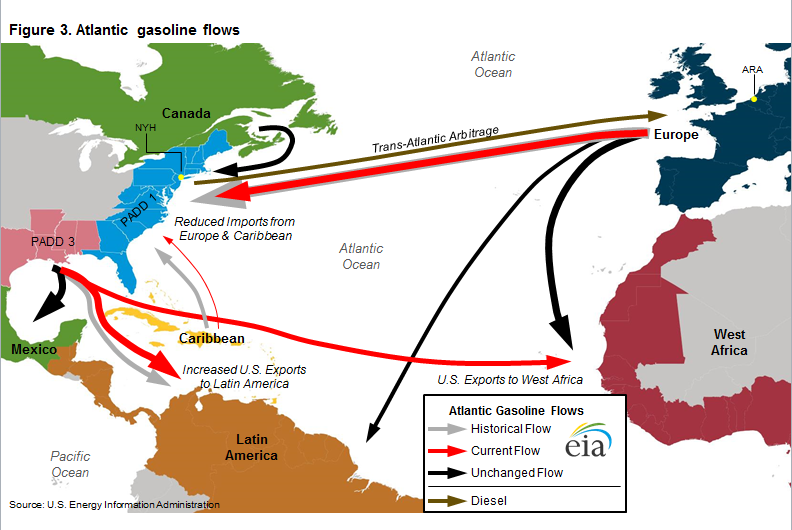 Figure 3. Atlantic gasoline flows
Atlantic
Ocean
ARA
Canada
NYH
Trans-Atlantic Arbitrage
Europe
PADD 1
Reduced Imports from
Europe & Caribbean
PADD 3
Atlantic
Ocean
Caribbean
West
Africa
Mexico
Increased U.S. Exports
to Latin America
U.S. Exports to West Africa
Atlantic Gasoline Flows
Historical Flow
eia
Current Flow
Unchanged Flow
Diesel
Latin
America
Pacific
Ocean
Source: U.S. Energy Information Administration